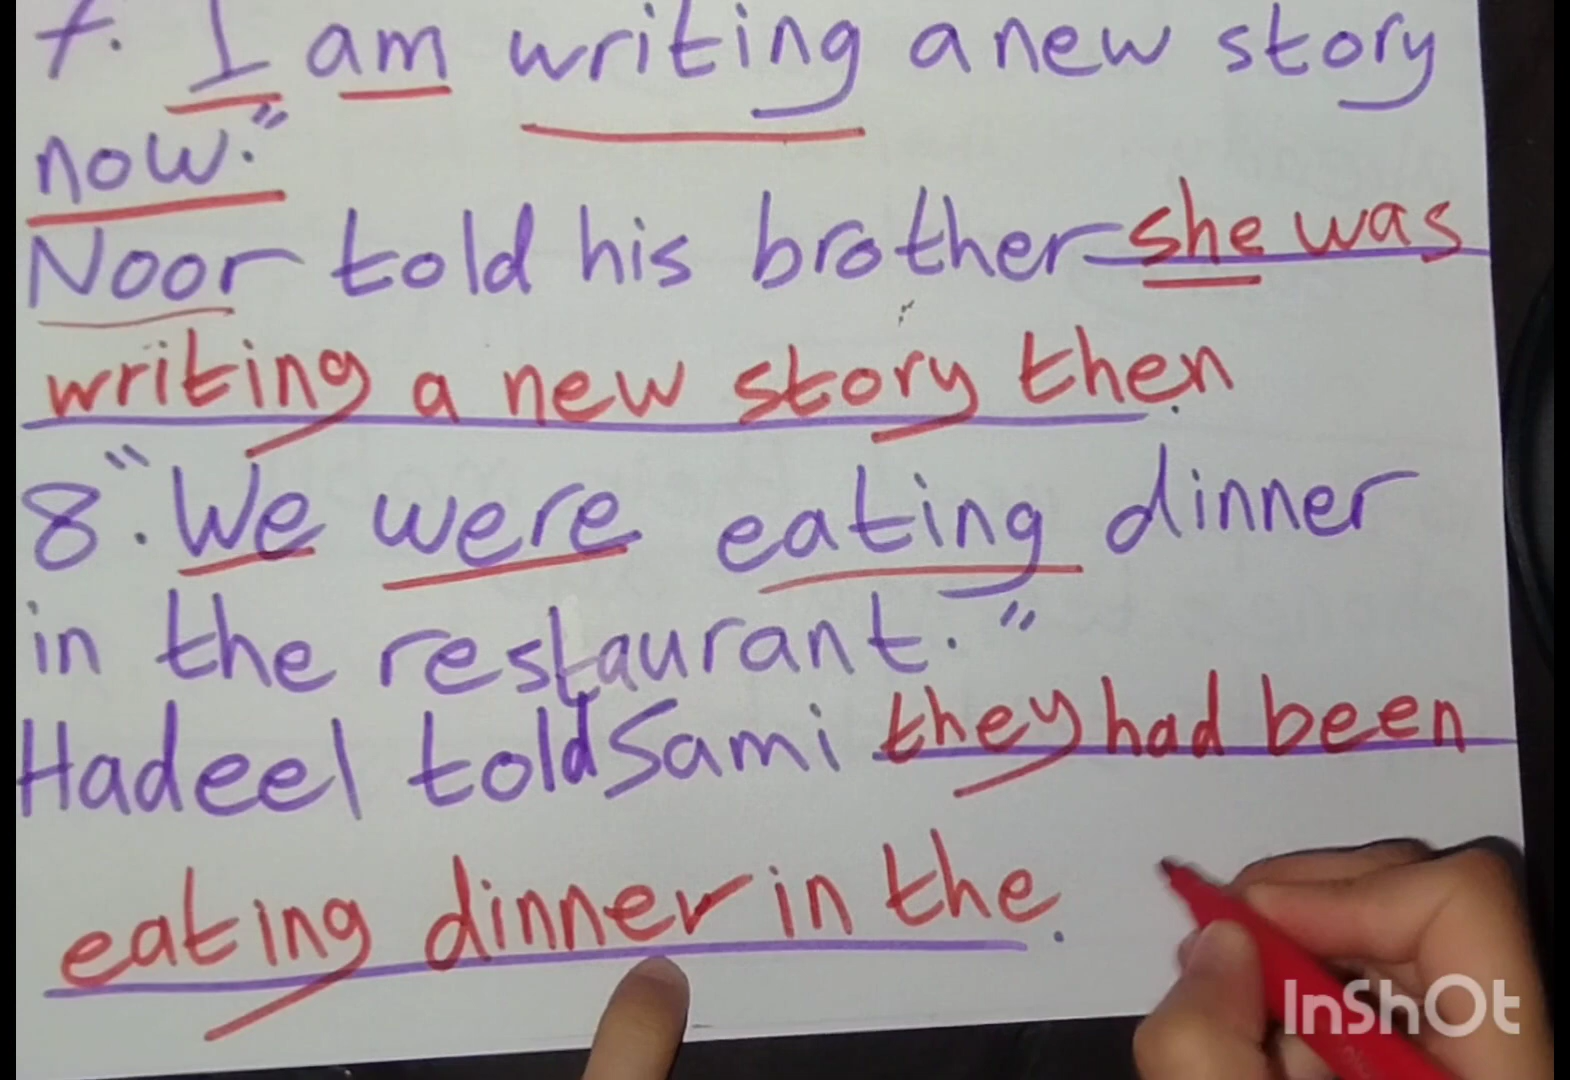 7. I am writing a new story
now."
Noor told his brother she was
writing a new story then.
8. "We were eating dinner
in the restaurant."
Hadeel told Sami they had been
eating dinner in the.
InShOt